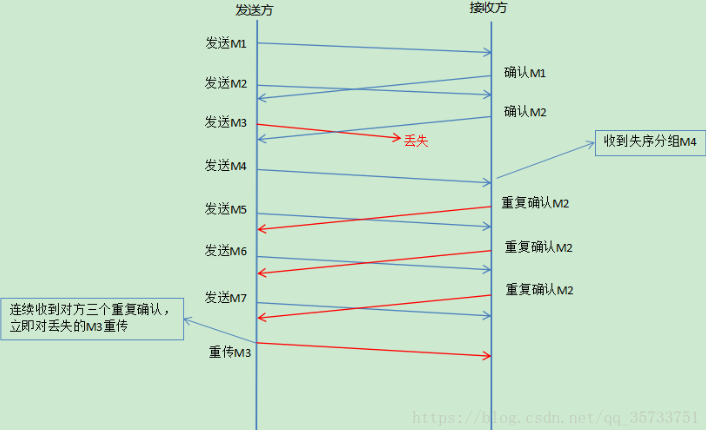 发送方
接收方
发送M1
确认M1
发送M2
确认M2
发送M3
丢失
收到失序分组M4
发送M4
重复确认M2
发送M5
重复确认M2
发送M6
重复确认M2
发送M7
连续收到对方三个重复确认，
立即对丢失的M3重传
重传M3
https://blog.csdn.net/qq_35733751